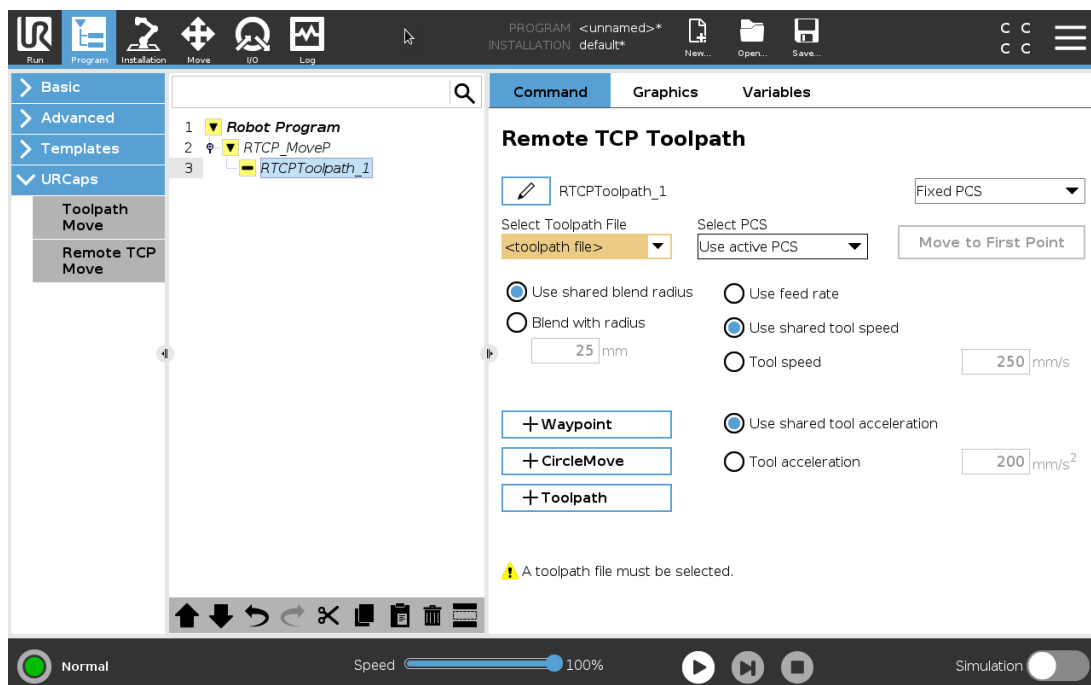 PROGRAM <unnamed>*
INSTALLATION default*
UR
Run
Program
Installation
Move
I/O
Log
New...
Open...
Save...
C C
C C
Basic
Advanced
Templates
URCaps
Toolpath
Move
Remote TCP
Move
1 Robot Program
2 RTCP_MoveP
3 RTCPToolpath_1
Command Graphics Variables
Remote TCP Toolpath
RTCPToolpath_1
Fixed PCS
Select Toolpath File
Select PCS
<toolpath file>
Use active PCS
Move to First Point
Use shared blend radius
Use feed rate
Blend with radius
Use shared tool speed
25 mm
Tool speed
250 mm/s
+Waypoint
Use shared tool acceleration
+CircleMove
Tool acceleration
200 mm/s²
+Toolpath
A toolpath file must be selected.
Normal
Speed
100%
Simulation